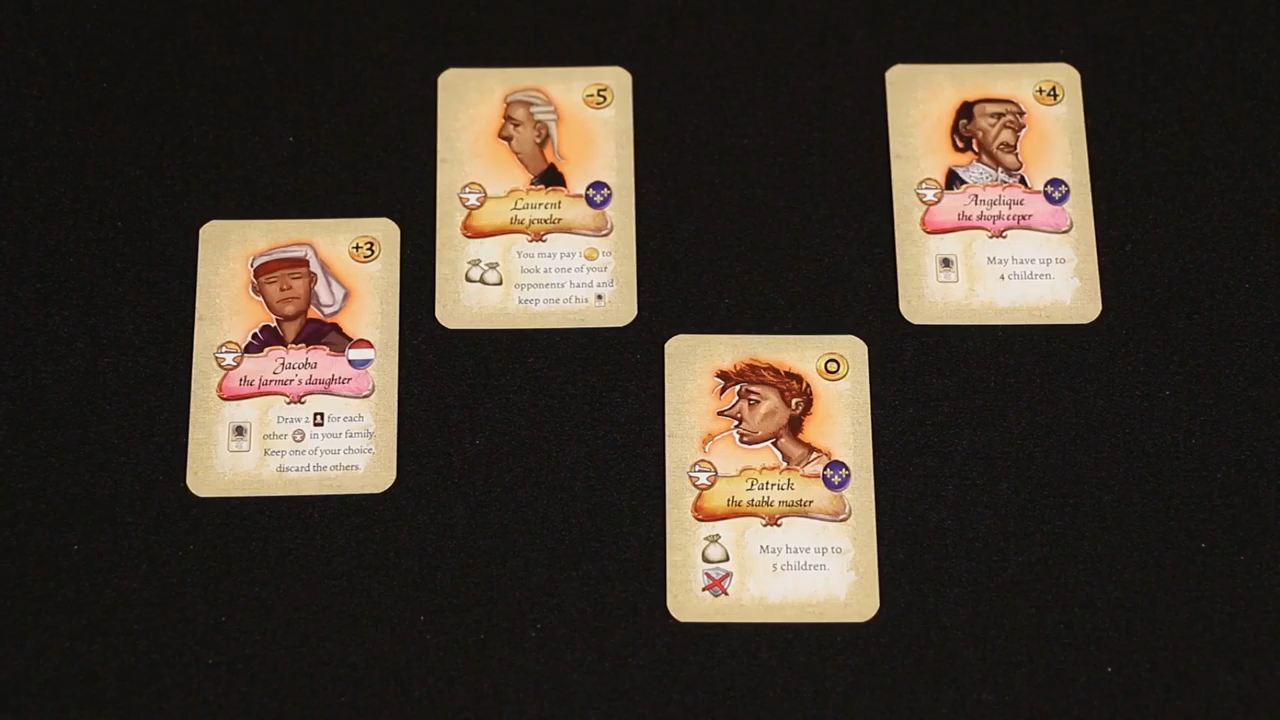 -5
Laurent
the jeweler
You may pay 1 to
look at one of your
opponents' hand and
keep one of his
+4
Angelique
the shopkeeper
May have up to
4 children.
+3
Jacoba
the farmer's daughter
Draw 2 for each
other in your family.
Keep one of your choice,
discard the others.
0
Patrick
the stable master
May have up to
5 children.